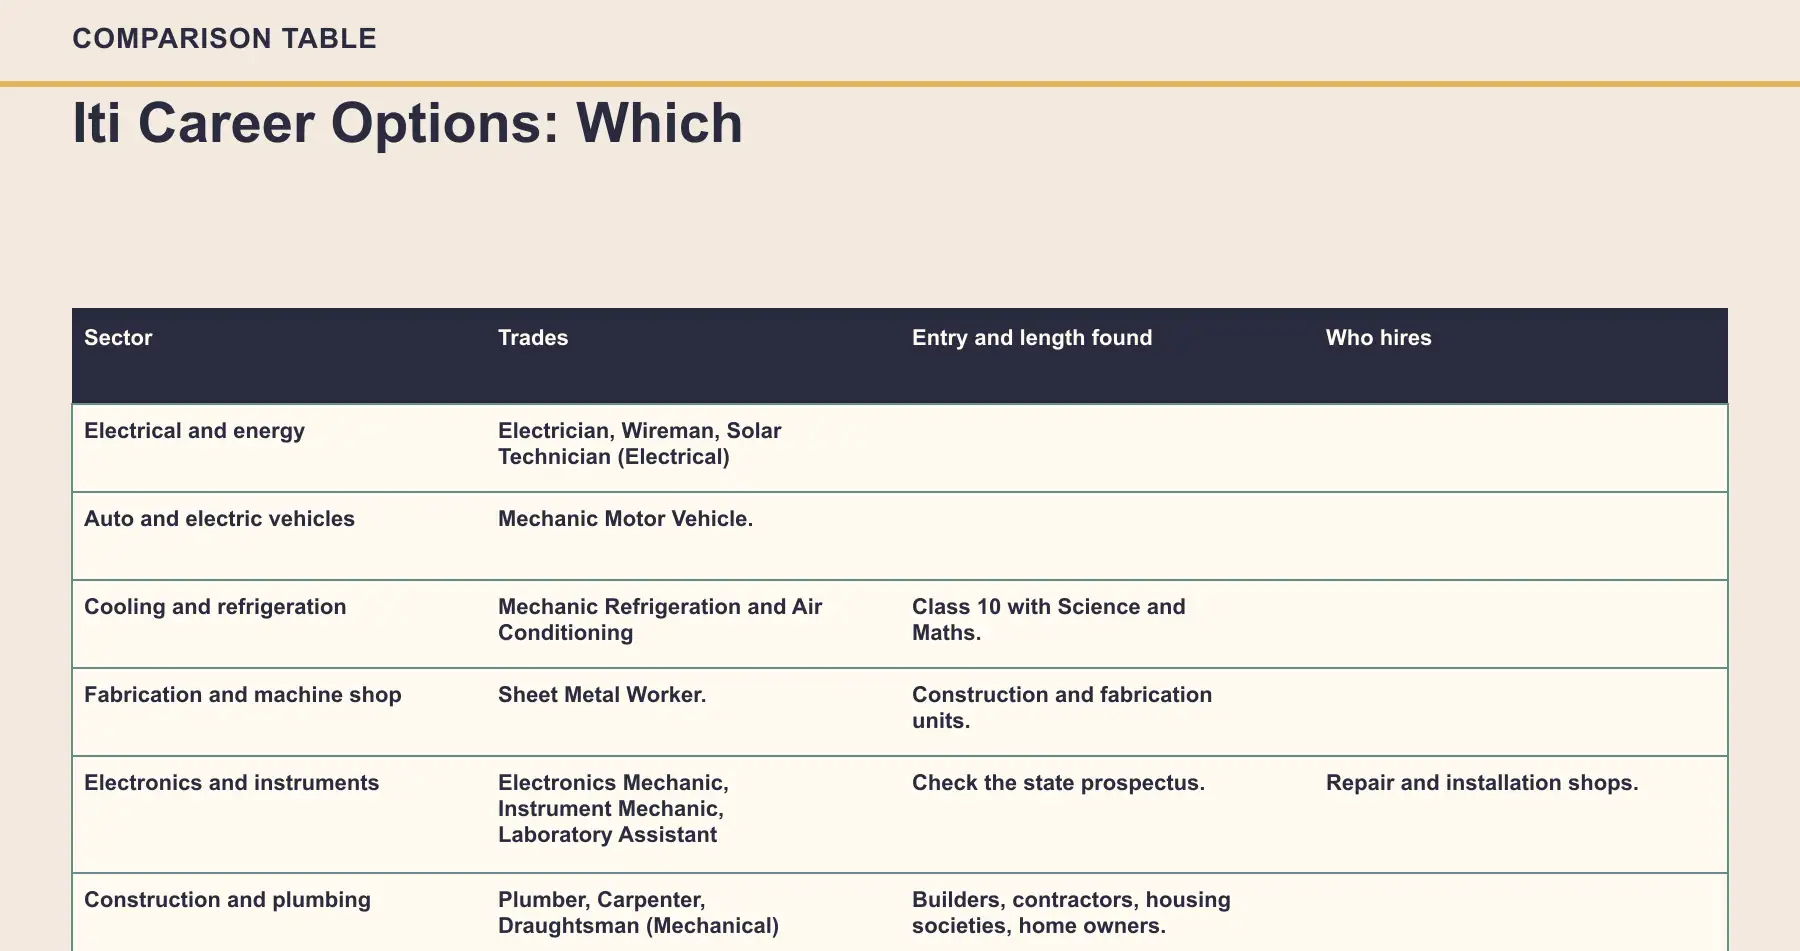 COMPARISON TABLE
Iti Career Options: Which
Sector Trades Entry and length found Who hires
Electrical and energy Electrician, Wireman, Solar
Technician (Electrical)
Auto and electric vehicles Mechanic Motor Vehicle.
Cooling and refrigeration Mechanic Refrigeration and Air Class 10 with Science and
Conditioning Maths.
Fabrication and machine shop Sheet Metal Worker. Construction and fabrication
units.
Electronics and instruments Electronics Mechanic, Check the state prospectus. Repair and installation shops.
Instrument Mechanic,
Laboratory Assistant
Construction and plumbing Plumber, Carpenter, Builders, contractors, housing
Draughtsman (Mechanical) societies, home owners.